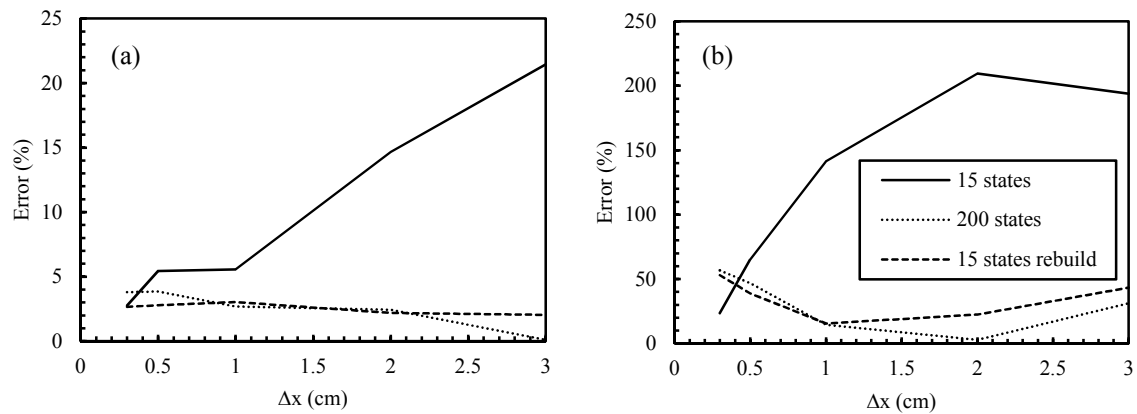 25
20
15
10
5
0
Error (%)
(a)
0 0.5 1 1.5 2 2.5 3
Δx (cm)
250
200
150
100
50
0
Error (%)
(b)
15 states
200 states
15 states rebuild
0 0.5 1 1.5 2 2.5 3
Δx (cm)